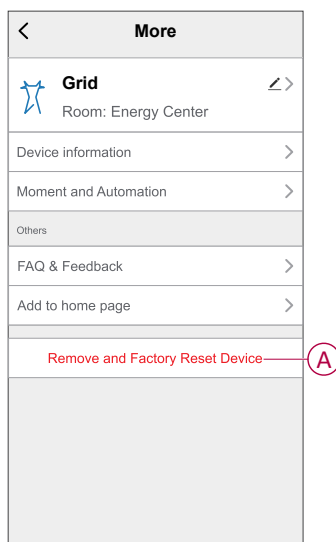 More
Grid
Room: Energy Center
Device information
Moment and Automation
Others
FAQ & Feedback
Add to home page
Remove and Factory Reset Device
A